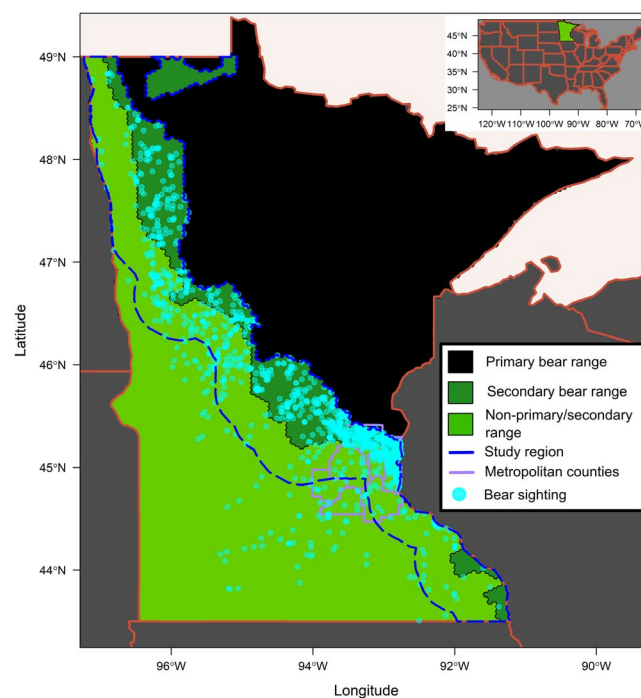 49°N
48°N
47°N
46°N
45°N
44°N
Latitude
96°W
94°W
92°W
90°W
Longitude
45°N
40°N
35°N
30°N
25°N
120°W
100°W
90°W
80°W
70°W
Primary bear range
Secondary bear range
Non-primary/secondary
range
Study region
Metropolitan counties
Bear sighting